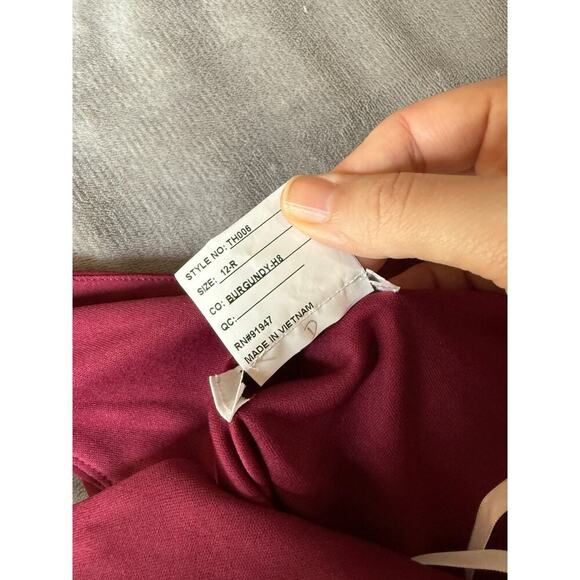 STYLE NO: TH006
SIZE: 12-R
CO: BURGUNDY-H8
QC:
RN#91947
MADE IN VIETNAM
D